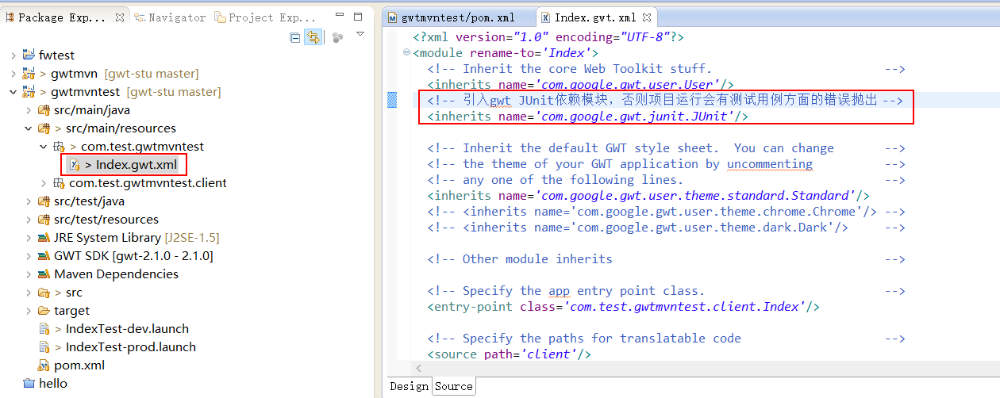 Package Exp...
Navigator
Project Exp...
fwtest
> gwtmvn [gwt-stu master]
> gwtmvntest [gwt-stu master]
src/main/java
> src/main/resources
> com.test.gwtmvntest
> Index.gwt.xml
com.test.gwtmvntest.client
src/test/java
src/test/resources
JRE System Library [J2SE-1.5]
GWT SDK [gwt-2.1.0 - 2.1.0]
Maven Dependencies
> src
target
> IndexTest-dev.launch
> IndexTest-prod.launch
pom.xml
hello
gwtmvntest/pom.xml
Index.gwt.xml
<?xml version="1.0" encoding="UTF-8"?>
<module rename-to='Index'>
<!-- Inherit the core Web Toolkit stuff. -->
<inherits name='com.google.gwt.user.User'/>
<!-- 引入gwt JUnit依赖模块，否则项目运行会有测试用例方面的错误抛出 -->
<inherits name='com.google.gwt.junit.JUnit'/>
<!-- Inherit the default GWT style sheet. You can change -->
<!-- the theme of your GWT application by uncommenting -->
<!-- any one of the following lines. -->
<inherits name='com.google.gwt.user.theme.standard.Standard'/>
<!-- <inherits name='com.google.gwt.user.theme.chrome.Chrome'/> -->
<!-- <inherits name='com.google.gwt.user.theme.dark.Dark'/> -->
<!-- Other module inherits -->
<!-- Specify the app entry point class. -->
<entry-point class='com.test.gwtmvntest.client.Index'/>
<!-- Specify the paths for translatable code -->
<source path='client'/>
Design
Source